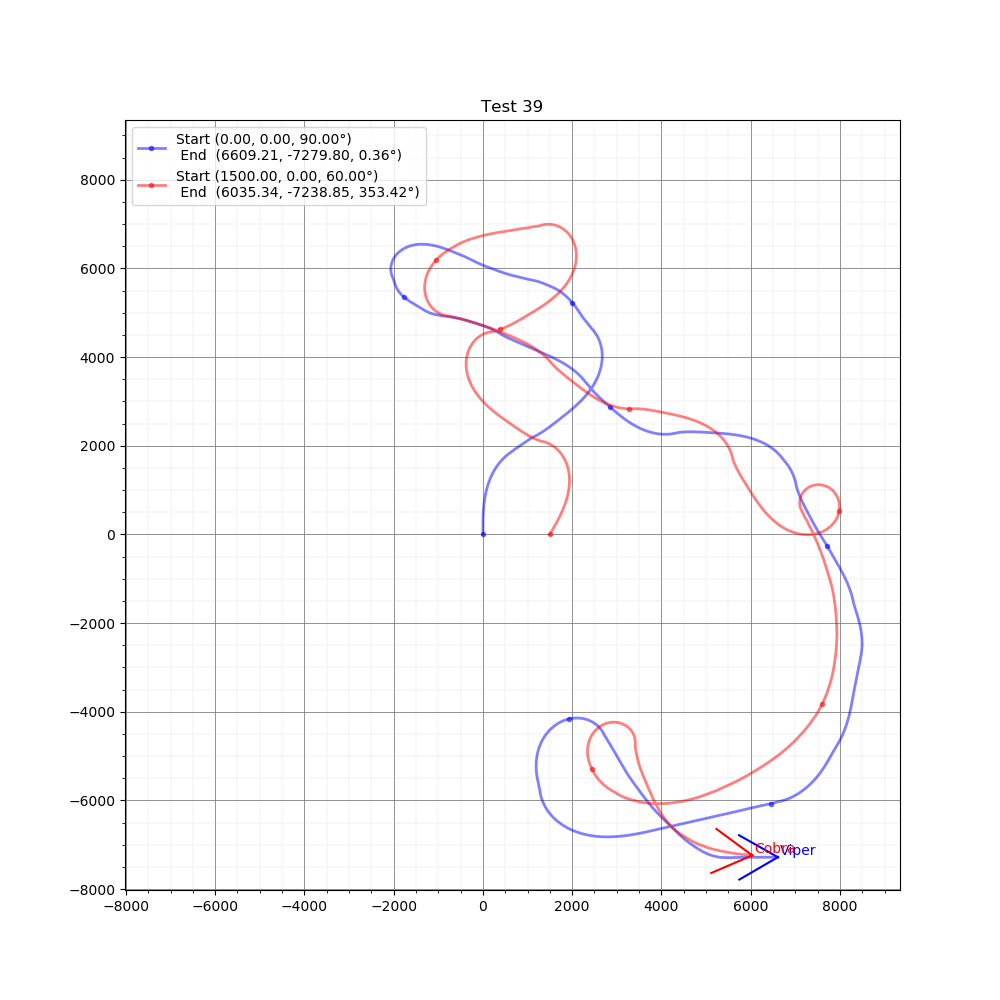 Test 39
Start (0.00, 0.00, 90.00°)
End (6609.21, -7279.80, 0.36°)
Start (1500.00, 0.00, 60.00°)
End (6035.34, -7238.85, 353.42°)
8000
6000
4000
2000
0
−2000
−4000
−6000
−8000
Cobra
Viper
−8000 −6000 −4000 −2000 0 2000 4000 6000 8000